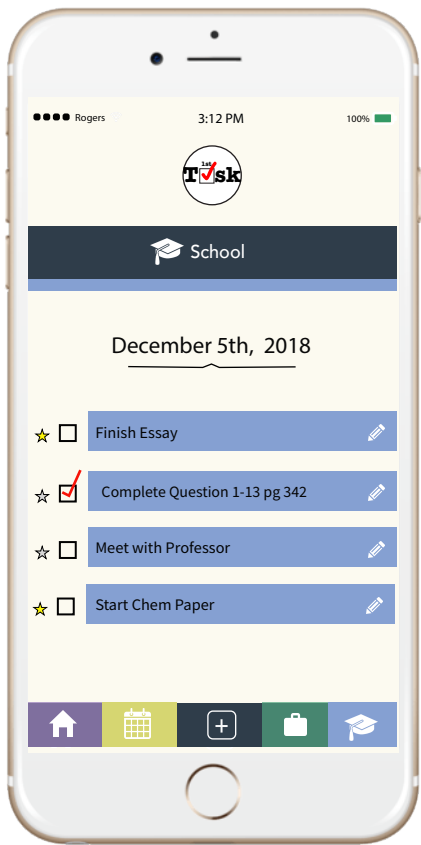 Rogers 3:12 PM 100%
1st
Task
School
December 5th, 2018
Finish Essay
Complete Question 1-13 pg 342
Meet with Professor
Start Chem Paper